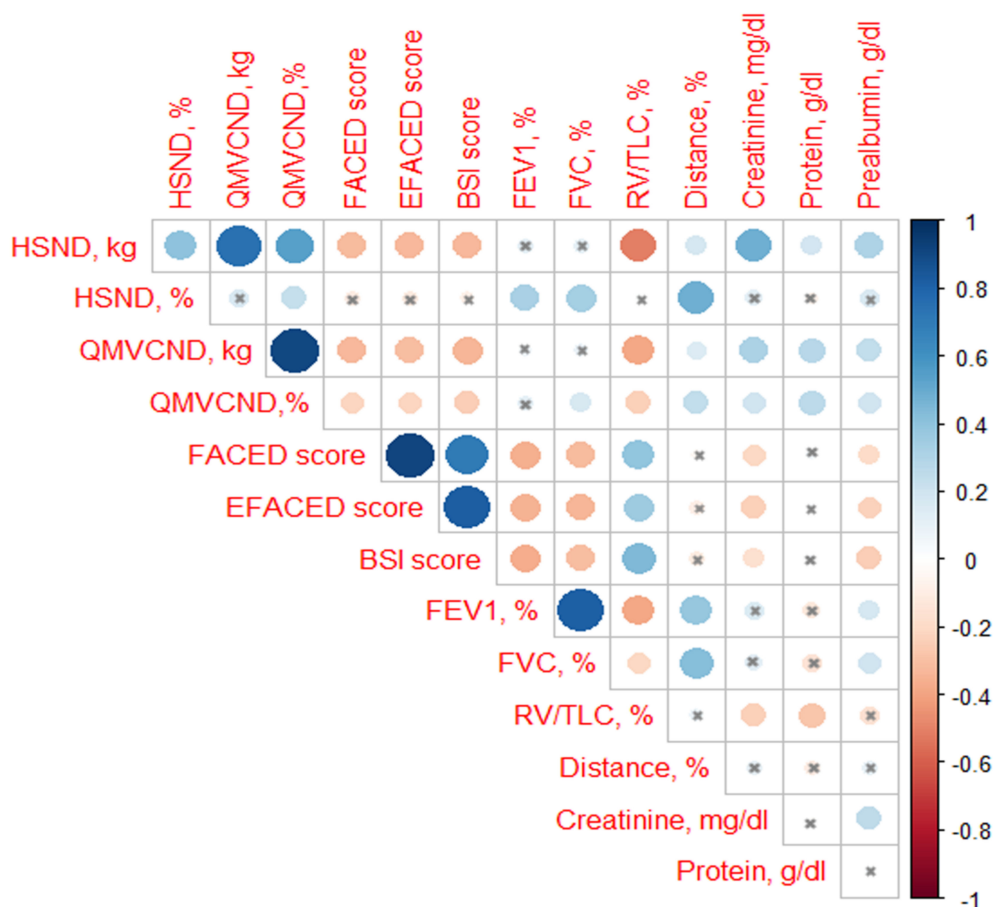 HSND, %
QMVCND, kg
QMVCND,%
FACED score
EFACED score
BSI score
FEV1, %
FVC, %
RV/TLC, %
Distance, %
Creatinine, mg/dl
Protein, g/dl
Prealbumin, g/dl
HSND, kg
HSND, %
QMVCND, kg
QMVCND,%
FACED score
EFACED score
BSI score
FEV1, %
FVC, %
RV/TLC, %
Distance, %
Creatinine, mg/dl
Protein, g/dl
1
0.8
0.6
0.4
0.2
0
-0.2
-0.4
-0.6
-0.8
-1